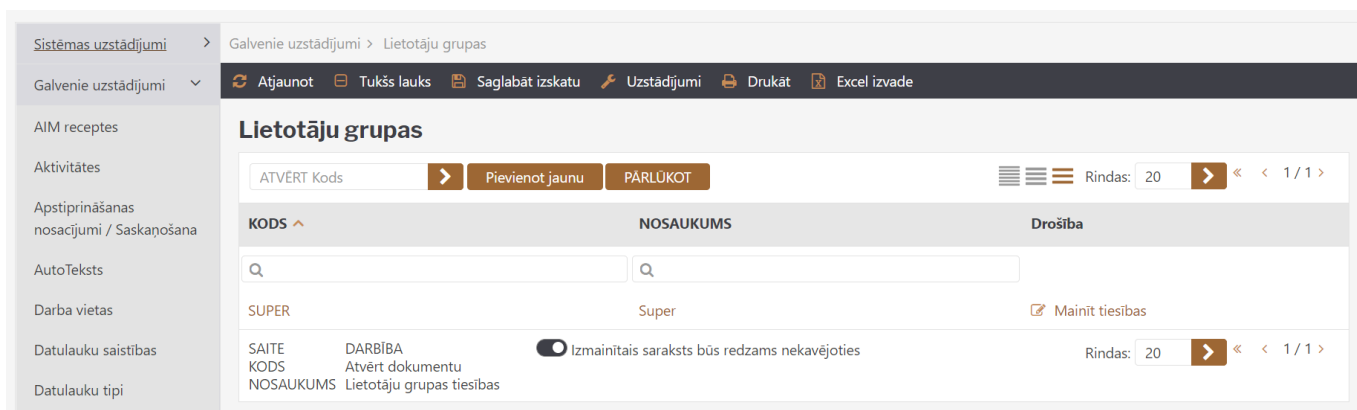 Sistēmas uzstādījumi
Galvenie uzstādījumi
AIM receptes
Aktivitātes
Apstiprināšanas
nosacījumi / Saskaņošana
AutoTeksts
Darba vietas
Datulauku saistības
Datulauku tipi
Galvenie uzstādījumi > Lietotāju grupas
Atjaunot Tukšs lauks Saglabāt izskatu Uzstādījumi Drukāt Excel izvade
Lietotāju grupas
ATVĒRT Kods Pievienot jaunu PĀRLŪKOT Rindas: 20 « < 1 / 1 >
KODS NOSAUKUMS Drošība
SUPER Super Mainīt tiesības
SAITE DARBĪBA Izmainītais saraksts būs redzams nekavējoties Rindas: 20 « < 1 / 1 >
KODS Atvērt dokumentu
NOSAUKUMS Lietotāju grupas tiesības